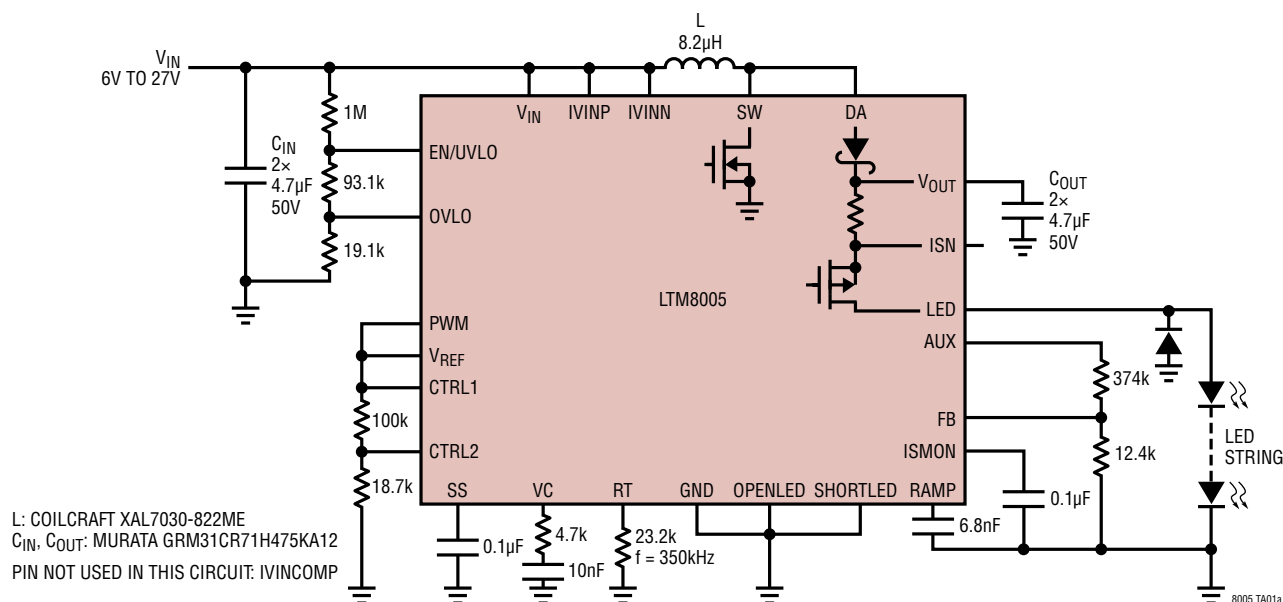 L
8.2µH
VIN
6V TO 27V
1M
VIN
IVINP
IVINN
SW
DA
CIN
2×
4.7µF
50V
EN/UVLO
93.1k
OVLO
19.1k
VOUT
COUT
2×
4.7µF
50V
ISN
LTM8005
LED
PWM
AUX
VREF
CTRL1
374k
100k
FB
LED
STRING
CTRL2
ISMON
12.4k
18.7k
SS
VC
RT
GND
OPENLED
SHORTLED
RAMP
0.1µF
4.7k
10nF
23.2k
f = 350kHz
6.8nF
0.1µF
L: COILCRAFT XAL7030-822ME
CIN, COUT: MURATA GRM31CR71H475KA12
PIN NOT USED IN THIS CIRCUIT: IVINCOMP
8005 TA01a